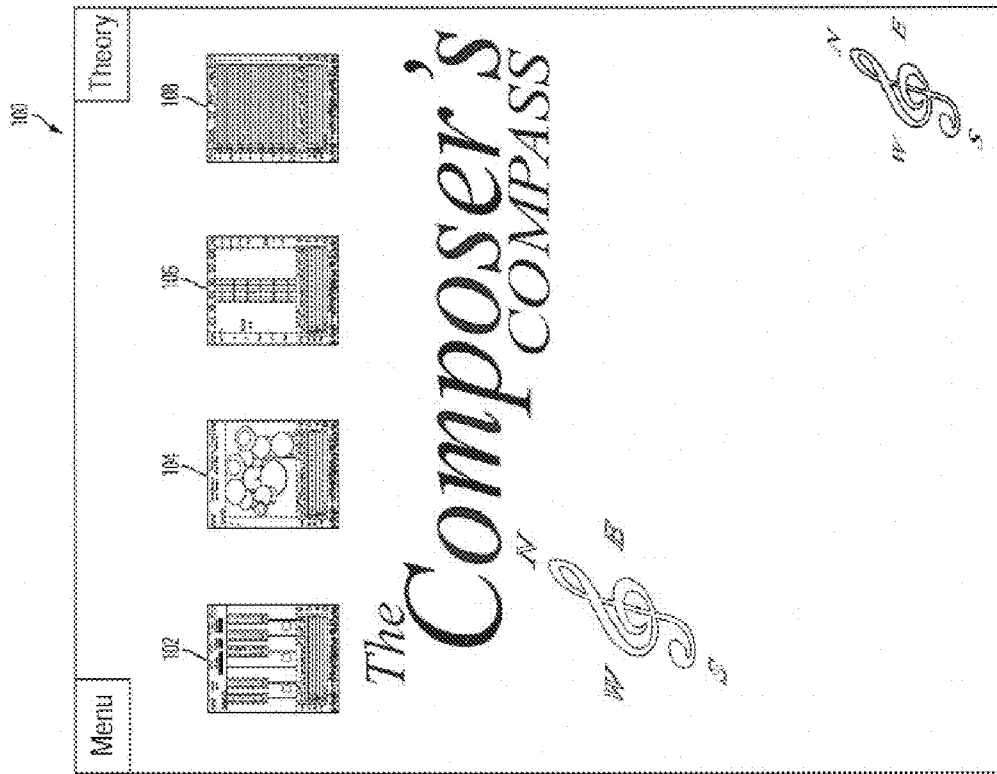 100
Menu
Theory
102
104
106
108
The
Composer's
COMPASS
N
W
E
S
N
W
E
S